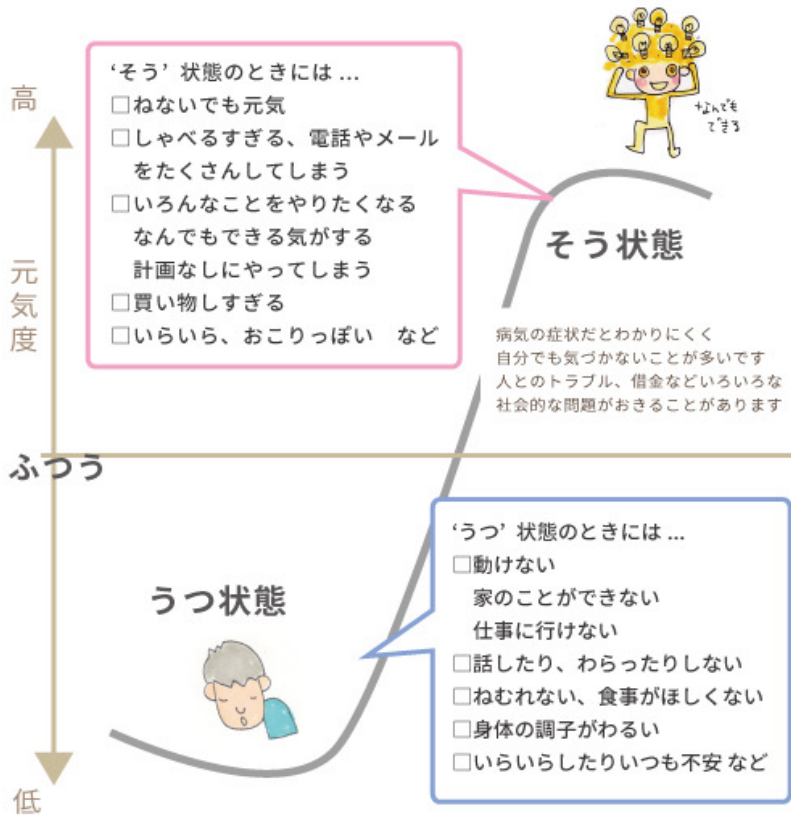 高
元気度
ふつう
低
‘そう’ 状態のときには ...
□ねないでも元気
□しゃべるすぎる、電話やメール
をたくさんしてしまう
□いろんなことをやりたくなる
なんでもできる気がする
計画なしにやってしまう
□買い物しすぎる
□いらいら、おこりっぽい　など
なんでも
できる
そう状態
病気の症状だとわかりにくく
自分でも気づかないことが多いです
人とのトラブル、借金などいろいろな
社会的な問題がおきることがあります
うつ状態
‘うつ’ 状態のときには ...
□動けない
家のことができない
仕事に行けない
□話したり、わらったりしない
□ねむれない、食事がほしくない
□身体の調子がわるい
□いらいらしたりいつも不安 など